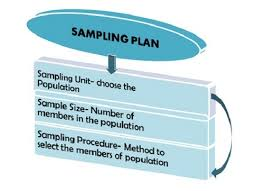 SAMPLING PLAN
Sampling Unit- choose the
Population
Sample Size- Number of
members in the population
Sampling Procedure- Method to
select the members of population